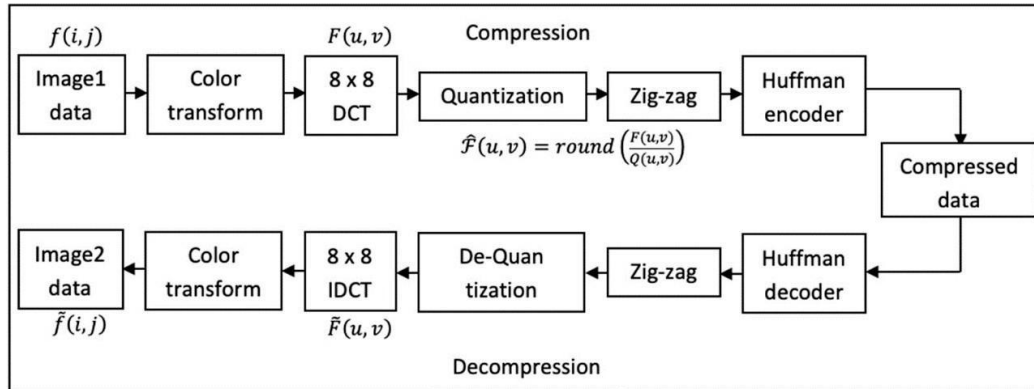 Compression
f(i,j)
F(u,v)
Image1
data
Color
transform
8 x 8
DCT
Quantization
Zig-zag
Huffman
encoder
ℱ̂(u,v) = round (F(u,v)/Q(u,v))
Compressed
data
Image2
data
Color
transform
8 x 8
IDCT
De-Quan
tization
Zig-zag
Huffman
decoder
f̃(i,j)
F̃(u,v)
Decompression